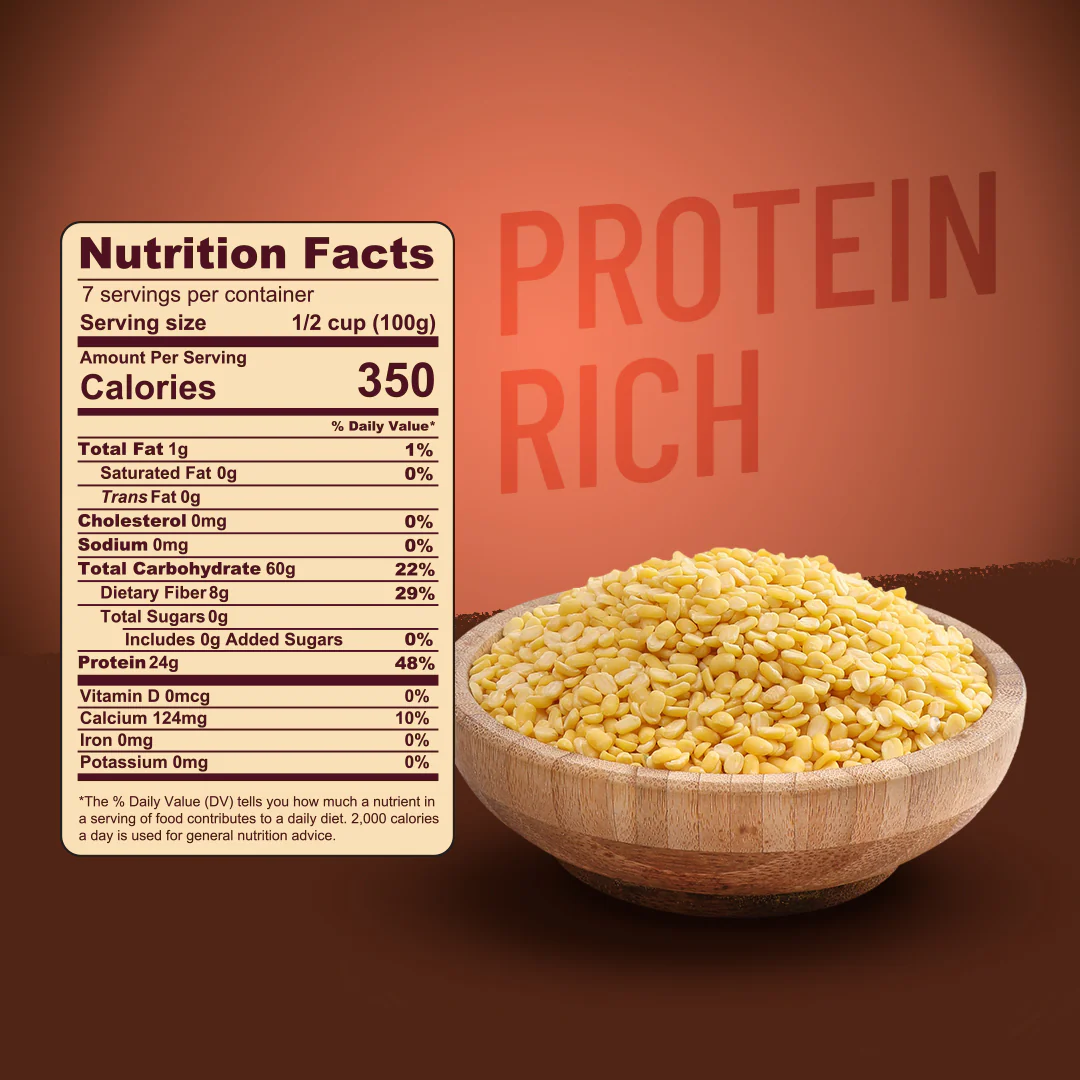 PROTEIN
RICH
Nutrition Facts
7 servings per container
Serving size 1/2 cup (100g)
Amount Per Serving
Calories 350
% Daily Value*
Total Fat 1g 1%
Saturated Fat 0g 0%
Trans Fat 0g
Cholesterol 0mg 0%
Sodium 0mg 0%
Total Carbohydrate 60g 22%
Dietary Fiber 8g 29%
Total Sugars 0g
Includes 0g Added Sugars 0%
Protein 24g 48%
Vitamin D 0mcg 0%
Calcium 124mg 10%
Iron 0mg 0%
Potassium 0mg 0%
*The % Daily Value (DV) tells you how much a nutrient in
a serving of food contributes to a daily diet. 2,000 calories
a day is used for general nutrition advice.